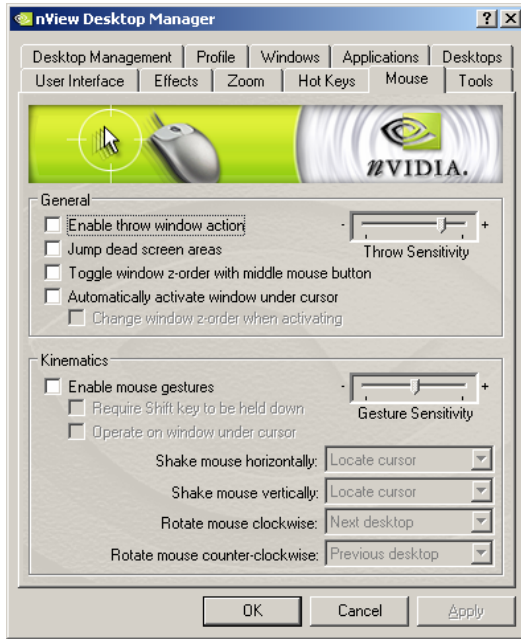 nView Desktop Manager
Desktop Management Profile Windows Applications Desktops
User Interface Effects Zoom Hot Keys Mouse Tools
nVIDIA.
General
Enable throw window action - +
Jump dead screen areas Throw Sensitivity
Toggle window z-order with middle mouse button
Automatically activate window under cursor
Change window z-order when activating
Kinematics
Enable mouse gestures - +
Require Shift key to be held down Gesture Sensitivity
Operate on window under cursor
Shake mouse horizontally: Locate cursor
Shake mouse vertically: Locate cursor
Rotate mouse clockwise: Next desktop
Rotate mouse counter-clockwise: Previous desktop
OK Cancel Apply